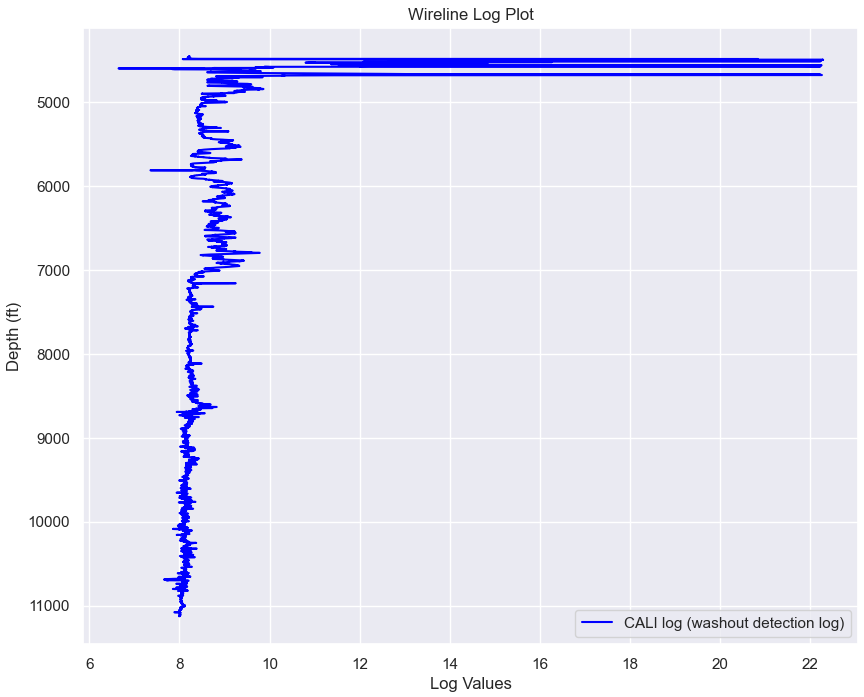 Wireline Log Plot
Depth (ft)
5000
6000
7000
8000
9000
10000
11000
CALI log (washout detection log)
6 8 10 12 14 16 18 20 22
Log Values